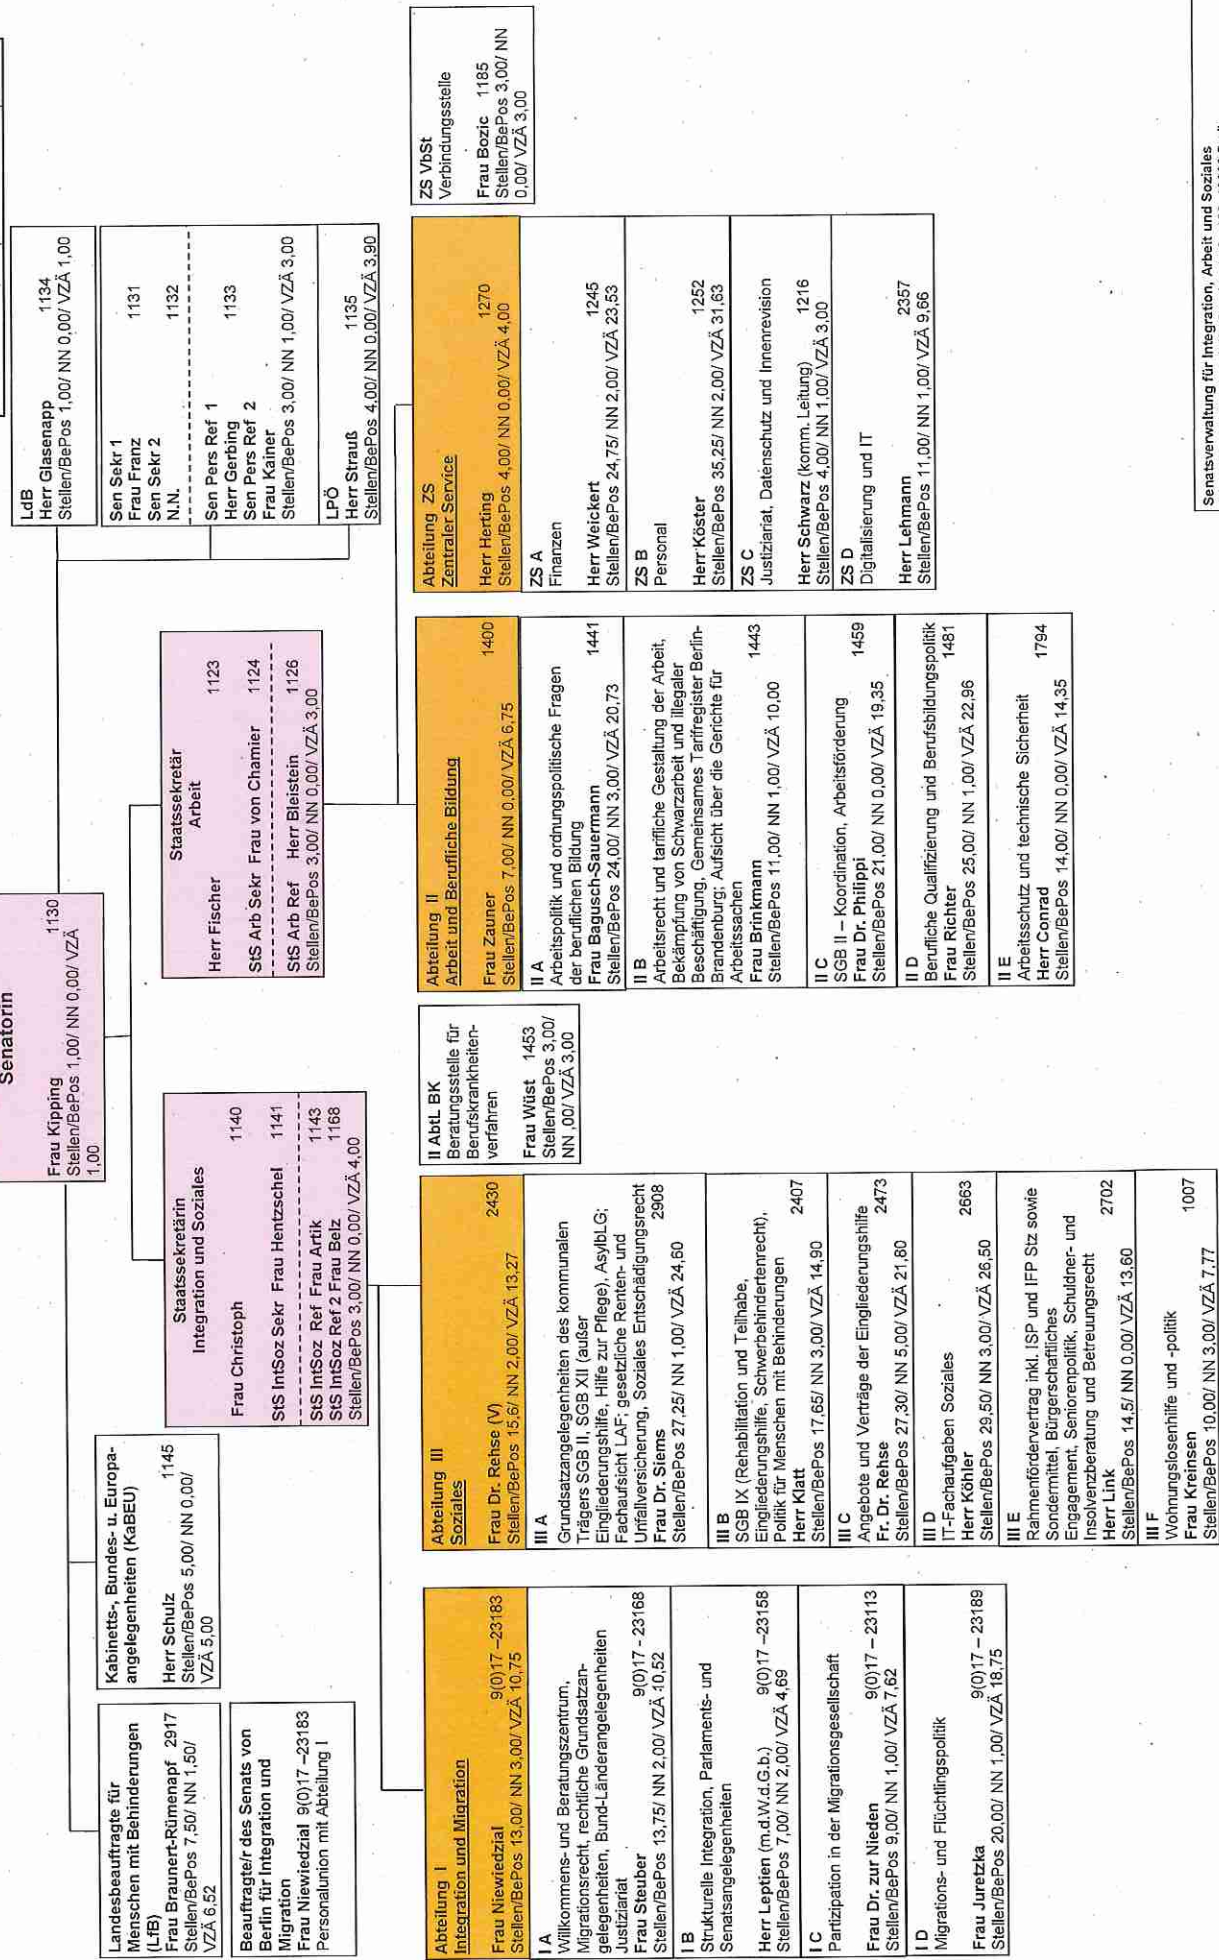 Senatorin
Frau Kipping 1130
Stellen/BePos 1,00/ NN 0,00/ VZÄ
1,00
LdB
Herr Glasenapp 1134
Stellen/BePos 1,00/ NN 0,00/ VZÄ 1,00
Sen Sekr 1
Frau Franz 1131
Sen Sekr 2
N.N. 1132
Sen Pers Ref 1
Herr Gerbing 1133
Sen Pers Ref 2
Frau Kainer
Stellen/BePos 3,00/ NN 1,00/ VZÄ 3,00
LPÖ
Herr Strauß 1135
Stellen/BePos 4,00/ NN 0,00/ VZÄ 3,90
Landesbeauftragte für
Menschen mit Behinderungen
(LfB)
Frau Braunert-Rümenapf 2917
Stellen/BePos 7,50/ NN 1,50/
VZÄ 6,52
Beauftragte/r des Senats von
Berlin für Integration und
Migration
Frau Niewiedzial 9(0)17 –23183
Personalunion mit Abteilung I
Kabinetts-, Bundes- u. Europa-
angelegenheiten (KaBEU)
Herr Schulz 1145
Stellen/BePos 5,00/ NN 0,00/
VZÄ 5,00
Staatssekretärin
Integration und Soziales
Frau Christoph 1140
StS IntSoz Sekr Frau Hentzschel 1141
StS IntSoz Ref Frau Artik 1143
StS IntSoz Ref 2 Frau Belz 1168
Stellen/BePos 3,00/ NN 0,00/ VZÄ 4,00
Staatssekretär
Arbeit
Herr Fischer 1123
StS Arb Sekr Frau von Chamier 1124
StS Arb Ref Herr Bleistein 1126
Stellen/BePos 3,00/ NN 0,00/ VZÄ 3,00
Abteilung I
Integration und Migration
Frau Niewiedzial 9(0)17 –23183
Stellen/BePos 13,00/ NN 3,00/ VZÄ 10,75
I A
Willkommens- und Beratungszentrum,
Migrationsrecht, rechtliche Grundsatzan-
gelegenheiten, Bund-Länderangelegenheiten
Justiziariat
Frau Steuber 9(0)17 - 23168
Stellen/BePos 13,75/ NN 2,00/ VZÄ 10,52
I B
Strukturelle Integration, Parlaments- und
Senatsangelegenheiten
Herr Leptien (m.d.W.d.G.b.) 9(0)17 –23158
Stellen/BePos 7,00/ NN 2,00/ VZÄ 4,69
I C
Partizipation in der Migrationsgesellschaft
Frau Dr. zur Nieden 9(0)17 – 23113
Stellen/BePos 9,00/ NN 1,00/ VZÄ 7,62
I D
Migrations- und Flüchtlingspolitik
Frau Juretzka 9(0)17 – 23189
Stellen/BePos 20,00/ NN 1,00/ VZÄ 18,75
Abteilung III
Soziales
Frau Dr. Rehse (V) 2430
Stellen/BePos 15,6/ NN 2,00/ VZÄ 13,27
III A
Grundsatzangelegenheiten des kommunalen
Trägers SGB II, SGB XII (außer
Eingliederungshilfe, Hilfe zur Pflege), AsylbLG;
Fachaufsicht LAF; gesetzliche Renten- und
Unfallversicherung, Soziales Entschädigungsrecht
Frau Dr. Siems 2908
Stellen/BePos 27,25/ NN 1,00/ VZÄ 24,60
III B
SGB IX (Rehabilitation und Teilhabe,
Eingliederungshilfe, Schwerbehindertenrecht),
Politik für Menschen mit Behinderungen
Herr Klatt 2407
Stellen/BePos 17,65/ NN 3,00/ VZÄ 14,90
III C
Angebote und Verträge der Eingliederungshilfe
Fr. Dr. Rehse 2473
Stellen/BePos 27,30/ NN 5,00/ VZÄ 21,80
III D
IT-Fachaufgaben Soziales
Herr Köhler 2663
Stellen/BePos 29,50/ NN 3,00/ VZÄ 26,50
III E
Rahmenfördervertrag inkl. ISP und IFP Stz sowie
Sondermittel, Bürgerschaftliches
Engagement, Seniorenpolitik, Schuldner- und
Insolvenzberatung und Betreuungsrecht
Herr Link 2702
Stellen/BePos 14,5/ NN 0,00/ VZÄ 13,60
III F
Wohnungslosenhilfe und -politik
Frau Kreinsen 1007
Stellen/BePos 10,00/ NN 3,00/ VZÄ 7,77
II AbtL BK
Beratungsstelle für
Berufskrankheiten-
verfahren
Frau Wüst 1453
Stellen/BePos 3,00/
NN ,00/ VZÄ 3,00
Abteilung II
Arbeit und Berufliche Bildung
Frau Zauner 1400
Stellen/BePos 7,00/ NN 0,00/ VZÄ 6,75
II A
Arbeitspolitik und ordnungspolitische Fragen
der beruflichen Bildung
Frau Bagusch-Sauermann 1441
Stellen/BePos 24,00/ NN 3,00/ VZÄ 20,73
II B
Arbeitsrecht und tarifliche Gestaltung der Arbeit,
Bekämpfung von Schwarzarbeit und illegaler
Beschäftigung, Gemeinsames Tarifregister Berlin-
Brandenburg; Aufsicht über die Gerichte für
Arbeitssachen
Frau Brinkmann 1443
Stellen/BePos 11,00/ NN 1,00/ VZÄ 10,00
II C
SGB II – Koordination, Arbeitsförderung
Frau Dr. Philippi 1459
Stellen/BePos 21,00/ NN 0,00/ VZÄ 19,35
II D
Berufliche Qualifizierung und Berufsbildungspolitik
Frau Richter 1481
Stellen/BePos 25,00/ NN 1,00/ VZÄ 22,96
II E
Arbeitsschutz und technische Sicherheit
Herr Conrad 1794
Stellen/BePos 14,00/ NN 0,00/ VZÄ 14,35
Abteilung ZS
Zentraler Service
Herr Herting 1270
Stellen/BePos 4,00/ NN 0,00/ VZÄ 4,00
ZS A
Finanzen
Herr Weickert 1245
Stellen/BePos 24,75/ NN 2,00/ VZÄ 23,53
ZS B
Personal
Herr Köster 1252
Stellen/BePos 35,25/ NN 2,00/ VZÄ 31,63
ZS C
Justiziariat, Datenschutz und Innenrevision
Herr Schwarz (komm. Leitung) 1216
Stellen/BePos 4,00/ NN 1,00/ VZÄ 3,00
ZS D
Digitalisierung und IT
Herr Lehmann 2357
Stellen/BePos 11,00/ NN 1,00/ VZÄ 9,66
ZS VbSt
Verbindungsstelle
Frau Bozic 1185
Stellen/BePos 3,00/ NN
0,00/ VZÄ 3,00
Senatsverwaltung für Integration, Arbeit und Soziales